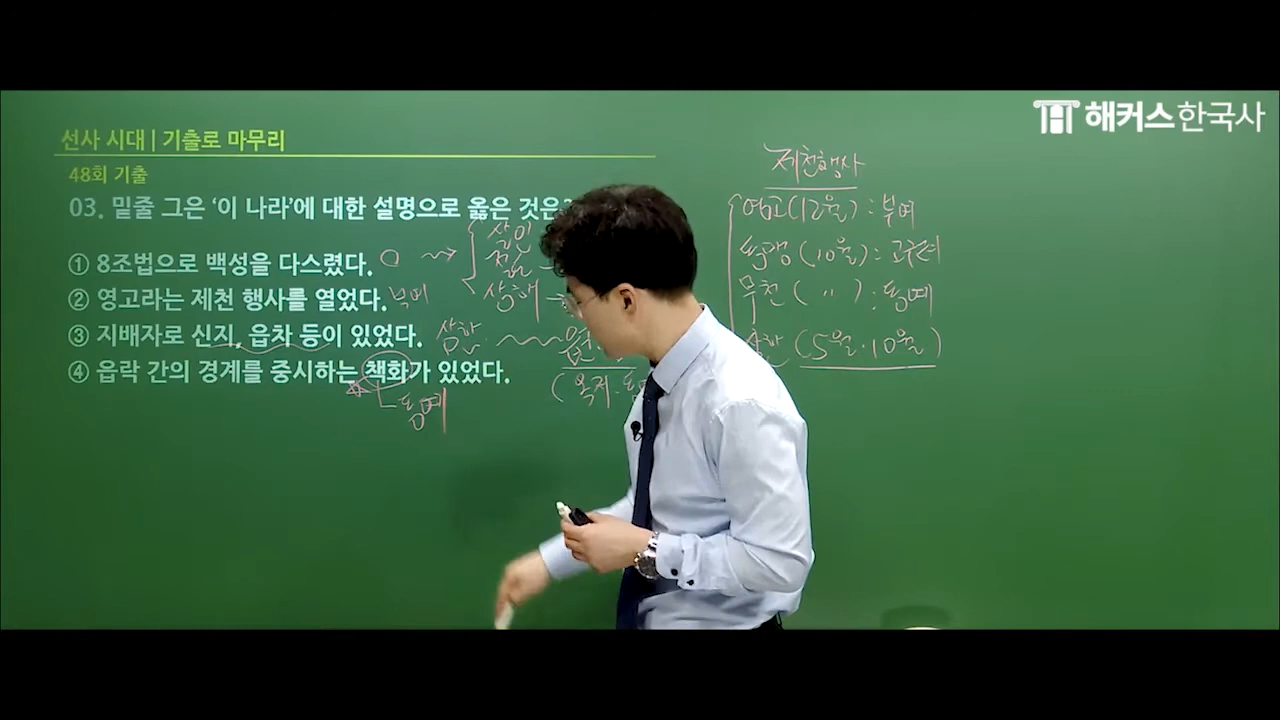 해커스한국사
선사 시대 | 기출로 마무리
48회 기출
03. 밑줄 그은 ‘이 나라’에 대한 설명으로 옳은 것은?
① 8조법으로 백성을 다스렸다.
② 영고라는 제천 행사를 열었다. 부여
③ 지배자로 신지, 읍차 등이 있었다. 삼한
④ 읍락 간의 경계를 중시하는 책화가 있었다.
동예
살인
상해
(옥저.
제천행사
영고(12월) : 부여
동맹(10월) : 고구려
무천( 〃 ) : 동예
(5월·10월)